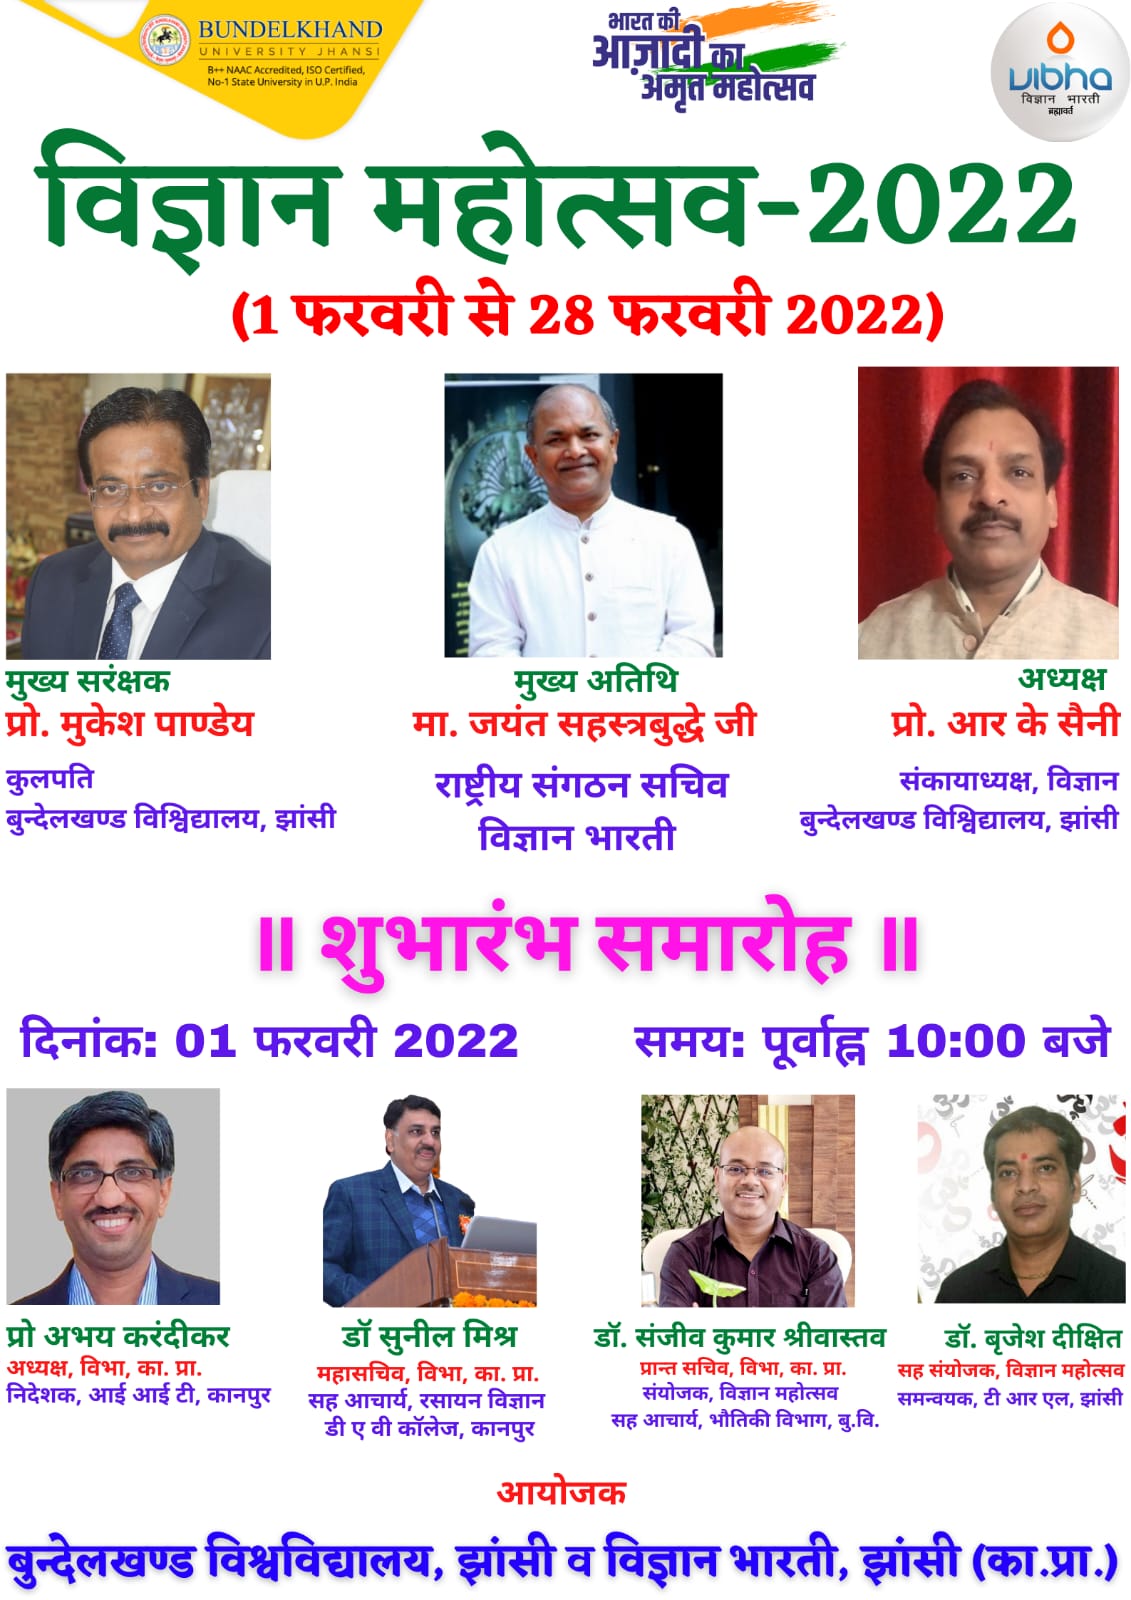 BUNDELKHAND
UNIVERSITY JHANSI
B++ NAAC Accredited, ISO Certified,
No-1 State University in U.P. India
भारत की
आज़ादी का
अमृत महोत्सव
vibha
विज्ञान भारती
ब्रह्मावर्त
विज्ञान महोत्सव-2022
(1 फरवरी से 28 फरवरी 2022)
मुख्य सरंक्षक
प्रो. मुकेश पाण्डेय
कुलपति
बुन्देलखण्ड विश्विद्यालय, झांसी
मुख्य अतिथि
मा. जयंत सहस्त्रबुद्धे जी
राष्ट्रीय संगठन सचिव
विज्ञान भारती
अध्यक्ष
प्रो. आर के सैनी
संकायाध्यक्ष, विज्ञान
बुन्देलखण्ड विश्विद्यालय, झांसी
॥ शुभारंभ समारोह ॥
दिनांक: 01 फरवरी 2022
समय: पूर्वाह्न 10:00 बजे
प्रो अभय करंदीकर
अध्यक्ष, विभा, का. प्रा.
निदेशक, आई आई टी, कानपुर
डॉ सुनील मिश्र
महासचिव, विभा, का. प्रा.
सह आचार्य, रसायन विज्ञान
डी ए वी कॉलेज, कानपुर
डॉ. संजीव कुमार श्रीवास्तव
प्रान्त सचिव, विभा, का. प्रा.
संयोजक, विज्ञान महोत्सव
सह आचार्य, भौतिकी विभाग, बु.वि.
डॉ. बृजेश दीक्षित
सह संयोजक, विज्ञान महोत्सव
समन्वयक, टी आर एल, झांसी
आयोजक
बुन्देलखण्ड विश्वविद्यालय, झांसी व विज्ञान भारती, झांसी (का.प्रा.)